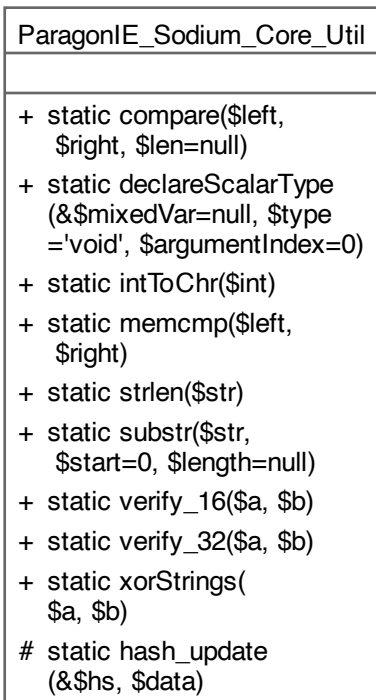 ParagonIE_Sodium_Core_Util
+ static compare($left,
$right, $len=null)
+ static declareScalarType
(&$mixedVar=null, $type
='void', $argumentIndex=0)
+ static intToChr($int)
+ static memcmp($left,
$right)
+ static strlen($str)
+ static substr($str,
$start=0, $length=null)
+ static verify_16($a, $b)
+ static verify_32($a, $b)
+ static xorStrings(
$a, $b)
# static hash_update
(&$hs, $data)